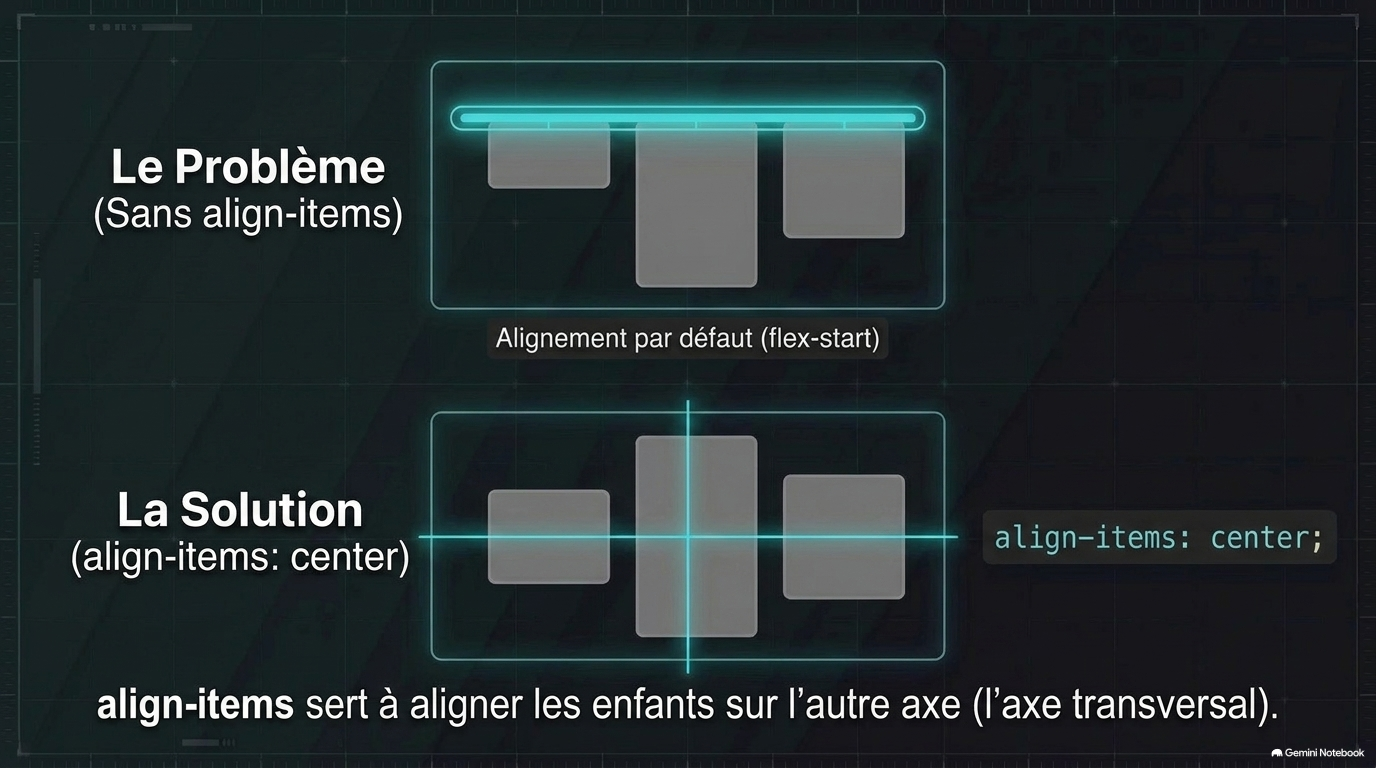 Le Problème
(Sans align-items)
Alignement par défaut (flex-start)
La Solution
(align-items: center)
align-items: center;
align-items sert à aligner les enfants sur l'autre axe (l'axe transversal).
Gemini Notebook